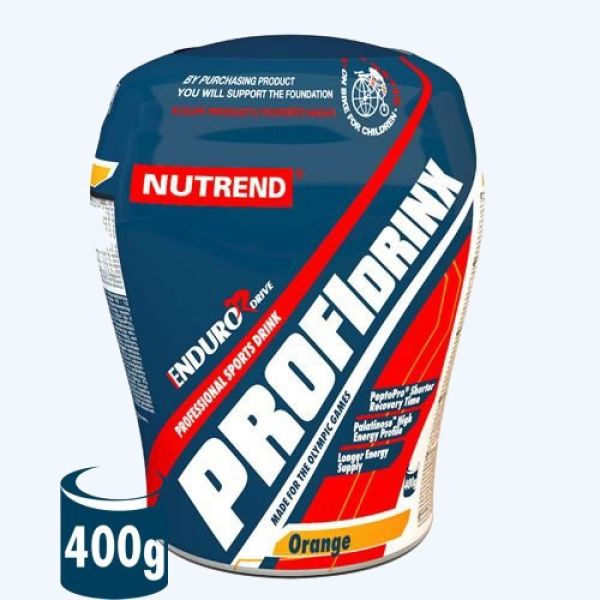 BY PURCHASING PRODUCT
YOU WILL SUPPORT THE FOUNDATION
ON BIKE FOR CHILDREN
NUTREND
PROFIDRINX
ENDURO DRIVE
PROFESSIONAL SPORTS DRINK
MADE FOR THE OLYMPIC GAMES
PeptoPro® Shorter
Recovery Time
Palatinose™ High
Energy Profile
Longer Energy
Supply
400g
Orange
400g